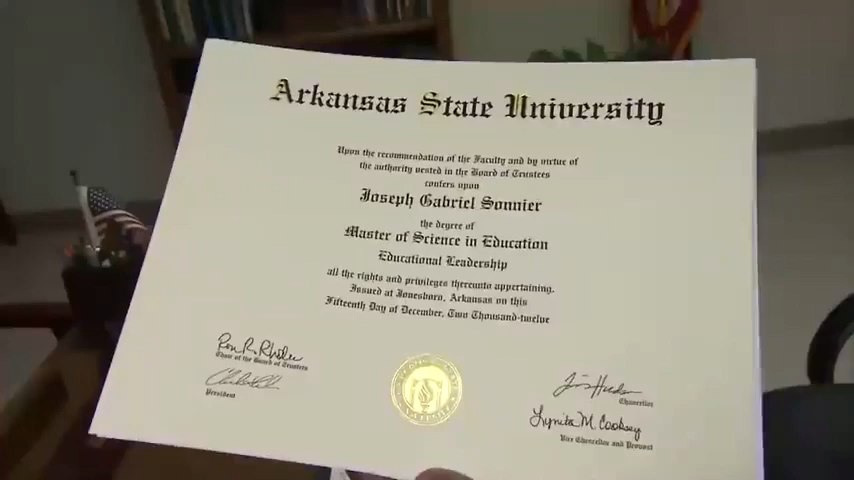 Arkansas State University
Upon the recommendation of the Faculty and by virtue of
the authority vested in the Board of Trustees
confers upon
Joseph Gabriel Sonnier
the degree of
Master of Science in Education
Educational Leadership
all the rights and privileges thereunto appertaining.
Issued at Jonesboro, Arkansas on this
Fifteenth Day of December, Two Thousand-twelve
Chair of the Board of Trustees
President
Chancellor
Lynita M. Cooksey
Vice Chancellor and Provost